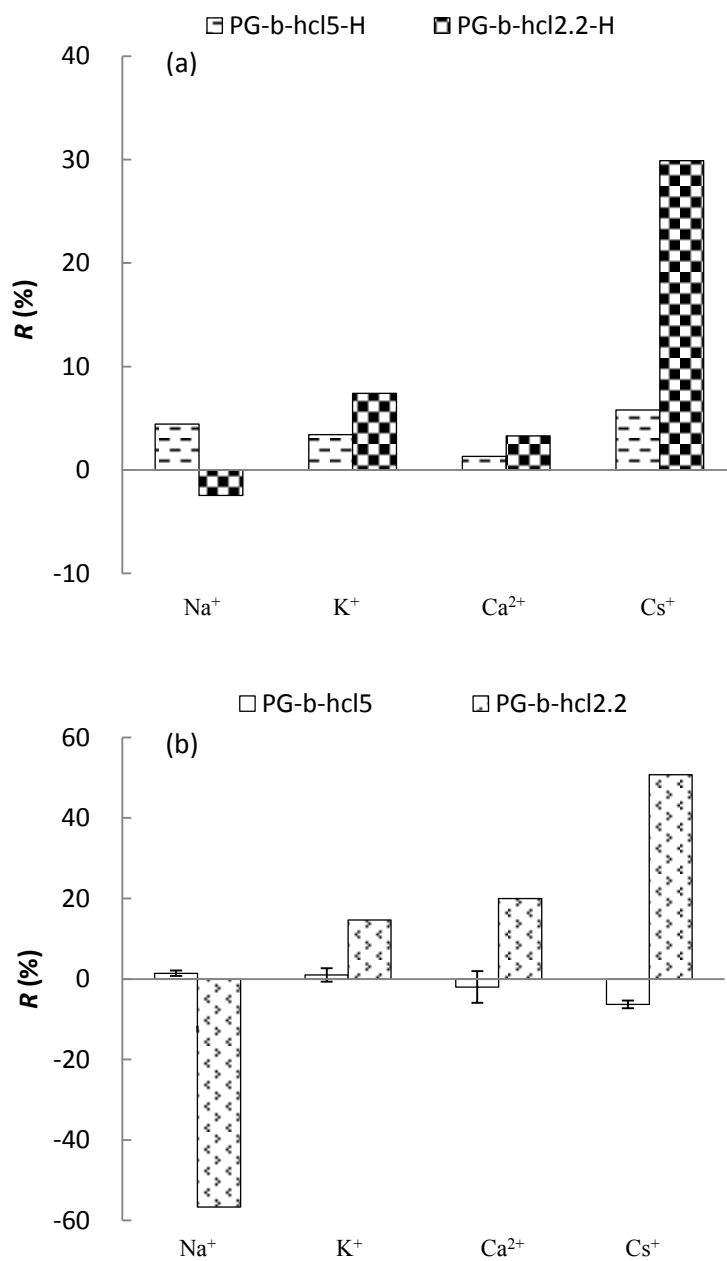 PG-b-hcl5-H PG-b-hcl2.2-H
(a)
40
30
20
10
0
-10
R (%)
Na⁺ K⁺ Ca²⁺ Cs⁺
PG-b-hcl5 PG-b-hcl2.2
(b)
60
40
20
0
-20
-40
-60
R (%)
Na⁺ K⁺ Ca²⁺ Cs⁺